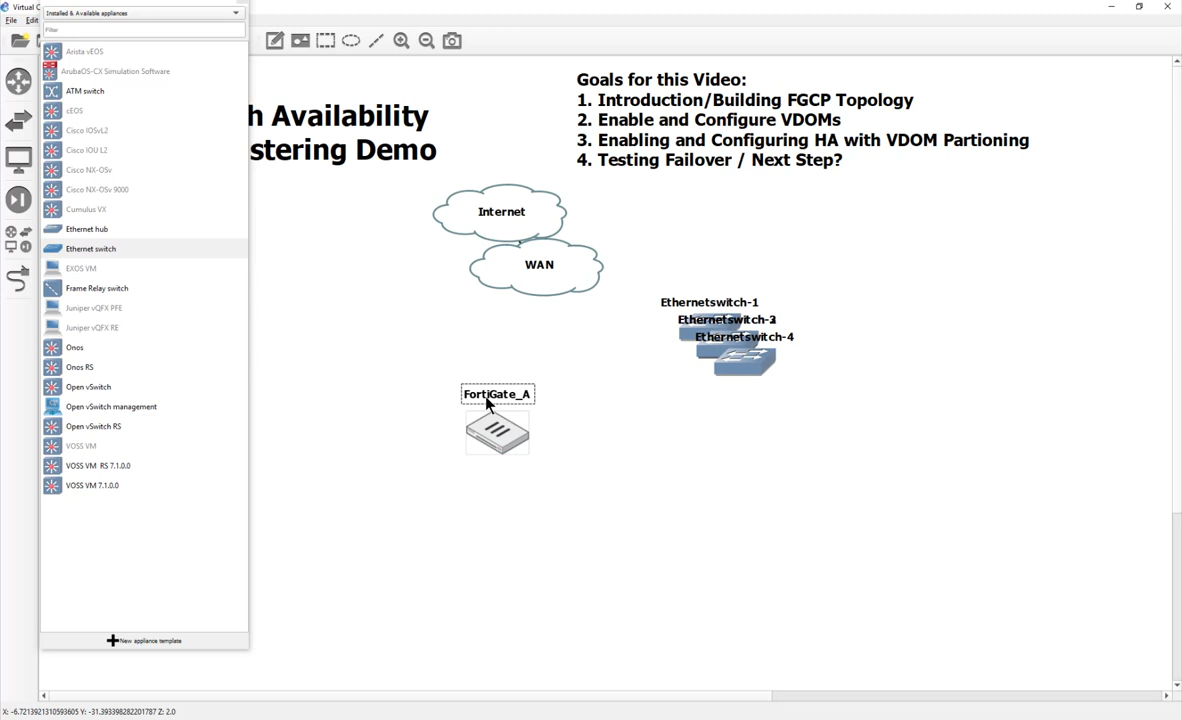 Virtual C
File Edit
Installed & Available appliances
Filter
Arista vEOS
ArubaOS-CX Simulation Software
ATM switch
cEOS
Cisco IOSvL2
Cisco IOU L2
Cisco NX-OSv
Cisco NX-OSv 9000
Cumulus VX
Ethernet hub
Ethernet switch
EXOS VM
Frame Relay switch
Juniper vQFX PFE
Juniper vQFX RE
Onos
Onos RS
Open vSwitch
Open vSwitch management
Open vSwitch RS
VOSS VM
VOSS VM RS 7.1.0.0
VOSS VM 7.1.0.0
New appliance template
h Availability
stering Demo
Goals for this Video:
1. Introduction/Building FGCP Topology
2. Enable and Configure VDOMs
3. Enabling and Configuring HA with VDOM Partioning
4. Testing Failover / Next Step?
Internet
WAN
Ethernetswitch-1
Ethernetswitch-4
FortiGate_A
X: -6.7213921310593605 Y: -31.393398282201787 Z: 2.0